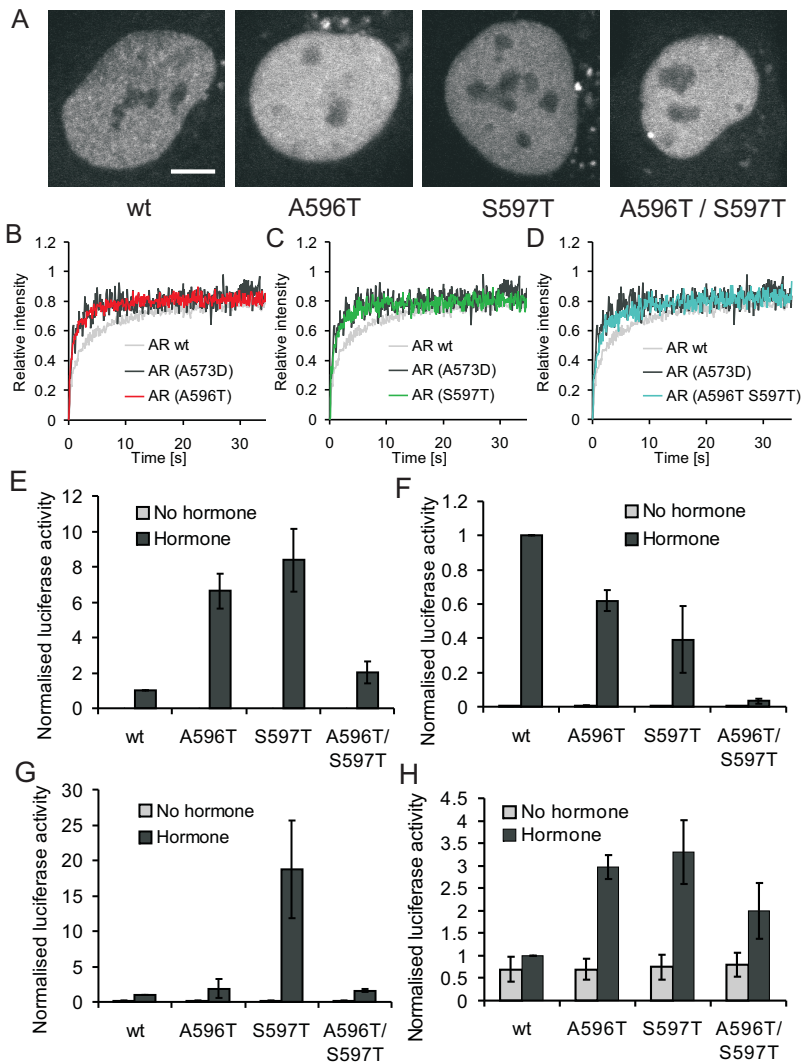 A
wt
A596T
S597T
A596T / S597T
B
Relative intensity
1.2
1
0.8
0.6
0.4
0.2
0
0
10
20
30
Time [s]
AR wt
AR (A573D)
AR (A596T)
C
Relative intensity
1.2
1
0.8
0.6
0.4
0.2
0
0
10
20
30
Time [s]
AR wt
AR (A573D)
AR (S597T)
D
Relative intensity
1.2
1
0.8
0.6
0.4
0.2
0
0
10
20
30
Time [s]
AR wt
AR (A573D)
AR (A596T S597T)
E
Normalised luciferase activity
12
10
8
6
4
2
0
No hormone
Hormone
wt
A596T
S597T
A596T/
S597T
F
Normalised luciferase activity
1.2
1
0.8
0.6
0.4
0.2
0
No hormone
Hormone
wt
A596T
S597T
A596T/
S597T
G
Normalised luciferase activity
30
25
20
15
10
5
0
No hormone
Hormone
wt
A596T
S597T
A596T/
S597T
H
Normalised luciferase activity
4.5
4
3.5
3
2.5
2
1.5
1
0.5
0
No hormone
Hormone
wt
A596T
S597T
A596T/
S597T